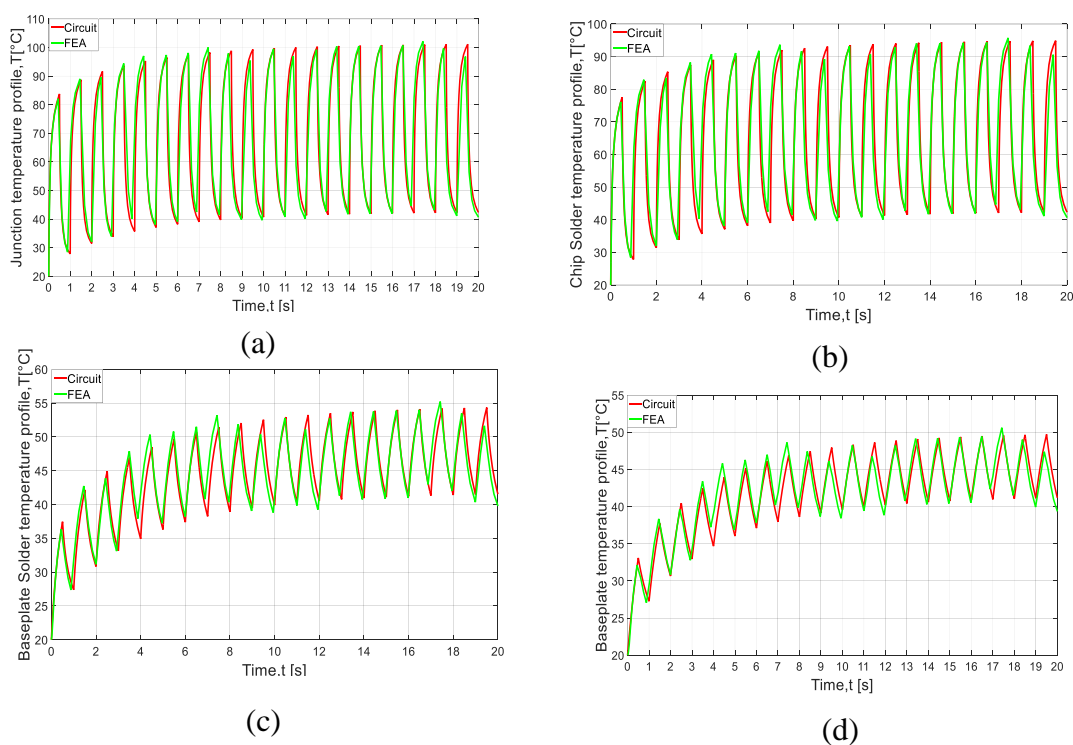 Junction temperature profile,T[°C]
110
100
90
80
70
60
50
40
30
20
Circuit
FEA
0 1 2 3 4 5 6 7 8 9 10 11 12 13 14 15 16 17 18 19 20
Time,t [s]
(a)
Chip Solder temperature profile,T[°C]
100
90
80
70
60
50
40
30
20
Circuit
FEA
0 2 4 6 8 10 12 14 16 18 20
Time,t [s]
(b)
Baseplate Solder temperature profile,T[°C]
60
55
50
45
40
35
30
25
20
Circuit
FEA
0 2 4 6 8 10 12 14 16 18 20
Time,t [s]
(c)
Baseplate temperature profile,T[°C]
55
50
45
40
35
30
25
20
Circuit
FEA
0 1 2 3 4 5 6 7 8 9 10 11 12 13 14 15 16 17 18 19 20
Time,t [s]
(d)